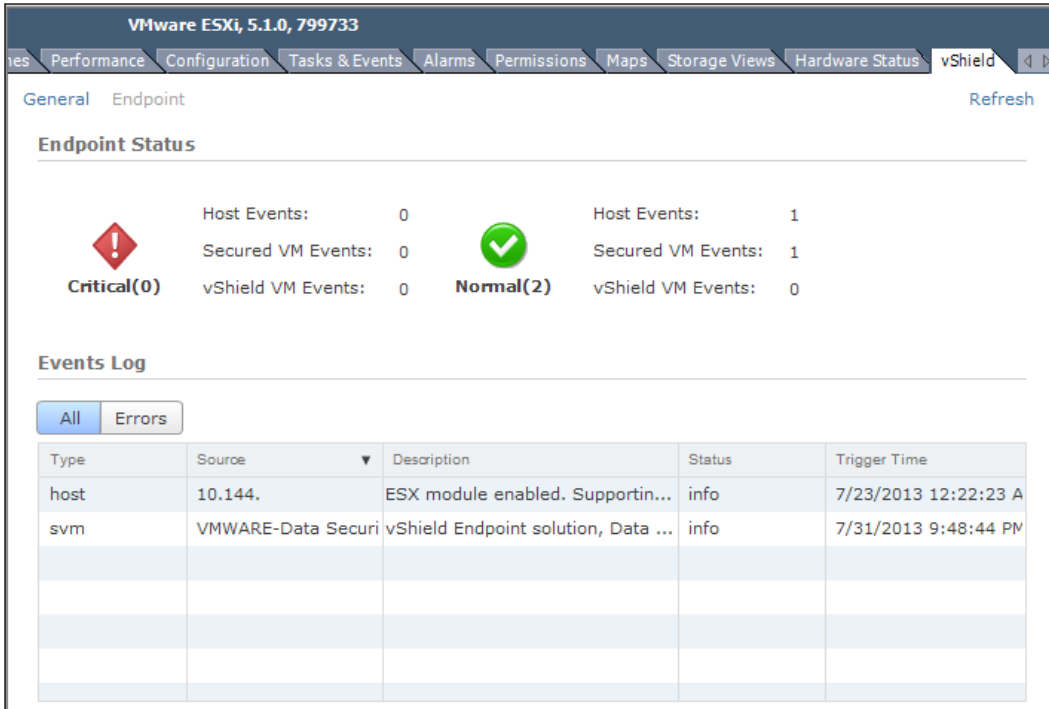 VMware ESXi, 5.1.0, 799733
nes Performance Configuration Tasks & Events Alarms Permissions Maps Storage Views Hardware Status vShield
General Endpoint Refresh
Endpoint Status
Host Events: 0 Host Events: 1
Secured VM Events: 0 Secured VM Events: 1
Critical(0) vShield VM Events: 0 Normal(2) vShield VM Events: 0
Events Log
All Errors
Type Source Description Status Trigger Time
host 10.144. ESX module enabled. Supportin... info 7/23/2013 12:22:23 A
svm VMWARE-Data Securi vShield Endpoint solution, Data ... info 7/31/2013 9:48:44 PM